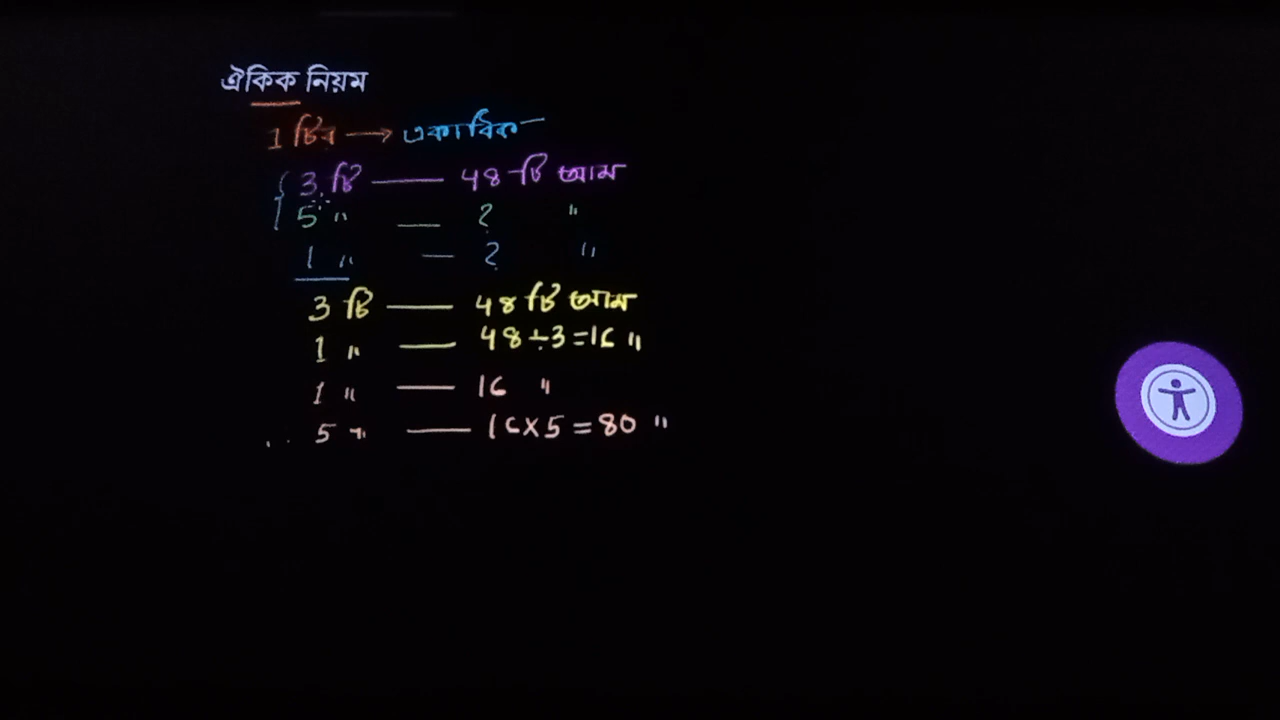 ঐকিক নিয়ম
1 টির → একাধিক —
3 টি — 48 টি আম
5 " — ? "
1 " — ? "
3 টি — 48 টি আম
1 " — 48÷3=16 "
1 " — 16 "
5 " — 16×5=80 "